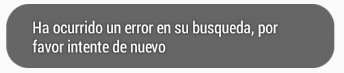 Ha ocurrido un error en su busqueda, por
favor intente de nuevo